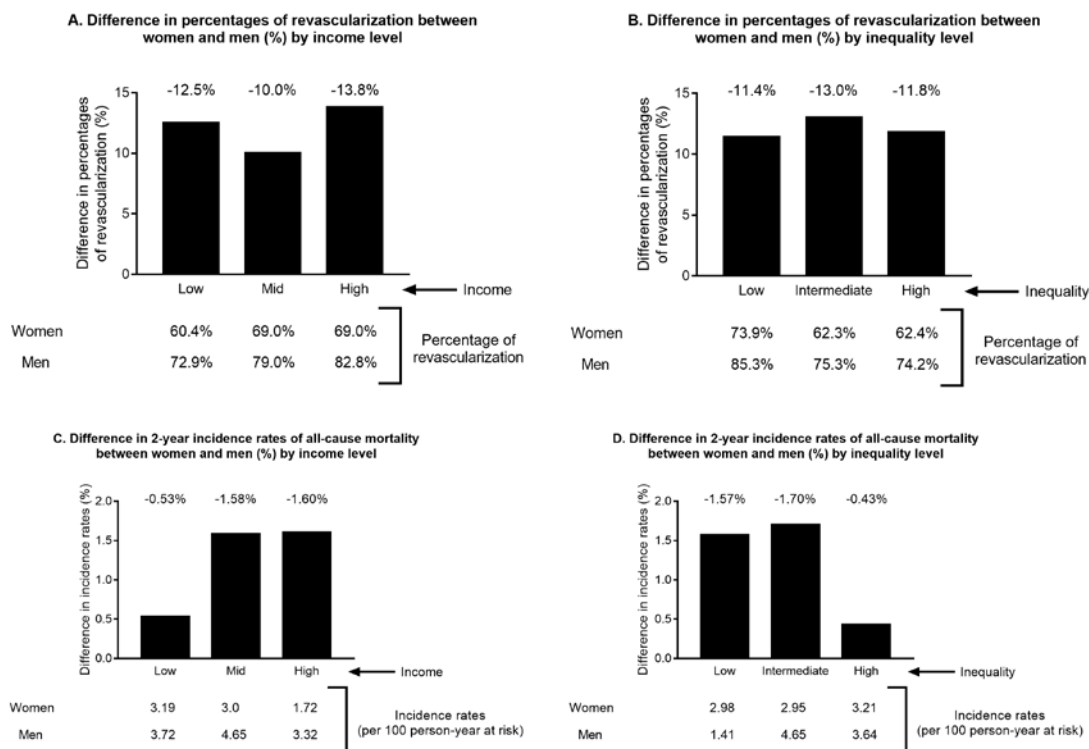 A. Difference in percentages of revascularization between
women and men (%) by income level
Difference in percentages
of revascularization (%)
-12.5% -10.0% -13.8%
15
10
5
0
Low Mid High Income
Women 60.4% 69.0% 69.0%
Men 72.9% 79.0% 82.8%
Percentage of
revascularization
B. Difference in percentages of revascularization between
women and men (%) by inequality level
Difference in percentages
of revascularization (%)
-11.4% -13.0% -11.8%
15
10
5
0
Low Intermediate High Inequality
Women 73.9% 62.3% 62.4%
Men 85.3% 75.3% 74.2%
Percentage of
revascularization
C. Difference in 2-year incidence rates of all-cause mortality
between women and men (%) by income level
Difference in incidence rates (%)
-0.53% -1.58% -1.60%
2.0
1.5
1.0
0.5
0.0
Low Mid High Income
Women 3.19 3.0 1.72
Men 3.72 4.65 3.32
Incidence rates
(per 100 person-year at risk)
D. Difference in 2-year incidence rates of all-cause mortality
between women and men (%) by inequality level
Difference in incidence rates (%)
-1.57% -1.70% -0.43%
2.0
1.5
1.0
0.5
0.0
Low Intermediate High Inequality
Women 2.98 2.95 3.21
Men 1.41 4.65 3.64
Incidence rates
(per 100 person-year at risk)